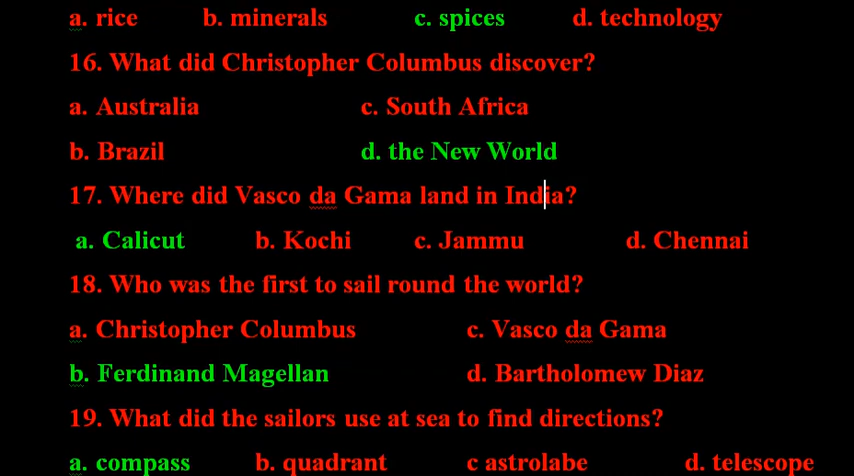 a. rice b. minerals c. spices d. technology
16. What did Christopher Columbus discover?
a. Australia c. South Africa
b. Brazil d. the New World
17. Where did Vasco da Gama land in India?
a. Calicut b. Kochi c. Jammu d. Chennai
18. Who was the first to sail round the world?
a. Christopher Columbus c. Vasco da Gama
b. Ferdinand Magellan d. Bartholomew Diaz
19. What did the sailors use at sea to find directions?
a. compass b. quadrant c astrolabe d. telescope